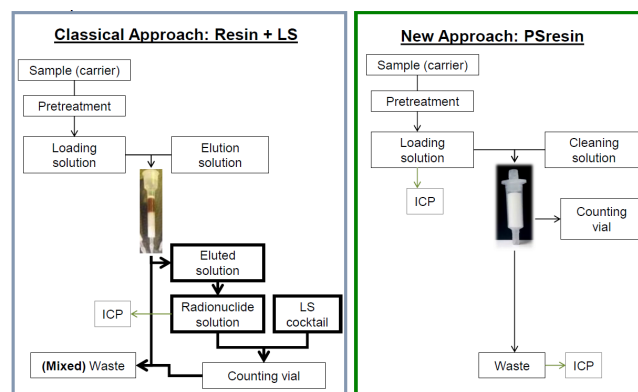 Classical Approach: Resin + LS
Sample (carrier)
Pretreatment
Loading
solution
Elution
solution
Eluted
solution
ICP
Radionuclide
solution
LS
cocktail
(Mixed) Waste
Counting vial
New Approach: PSresin
Sample (carrier)
Pretreatment
Loading
solution
Cleaning
solution
ICP
Counting
vial
Waste
ICP